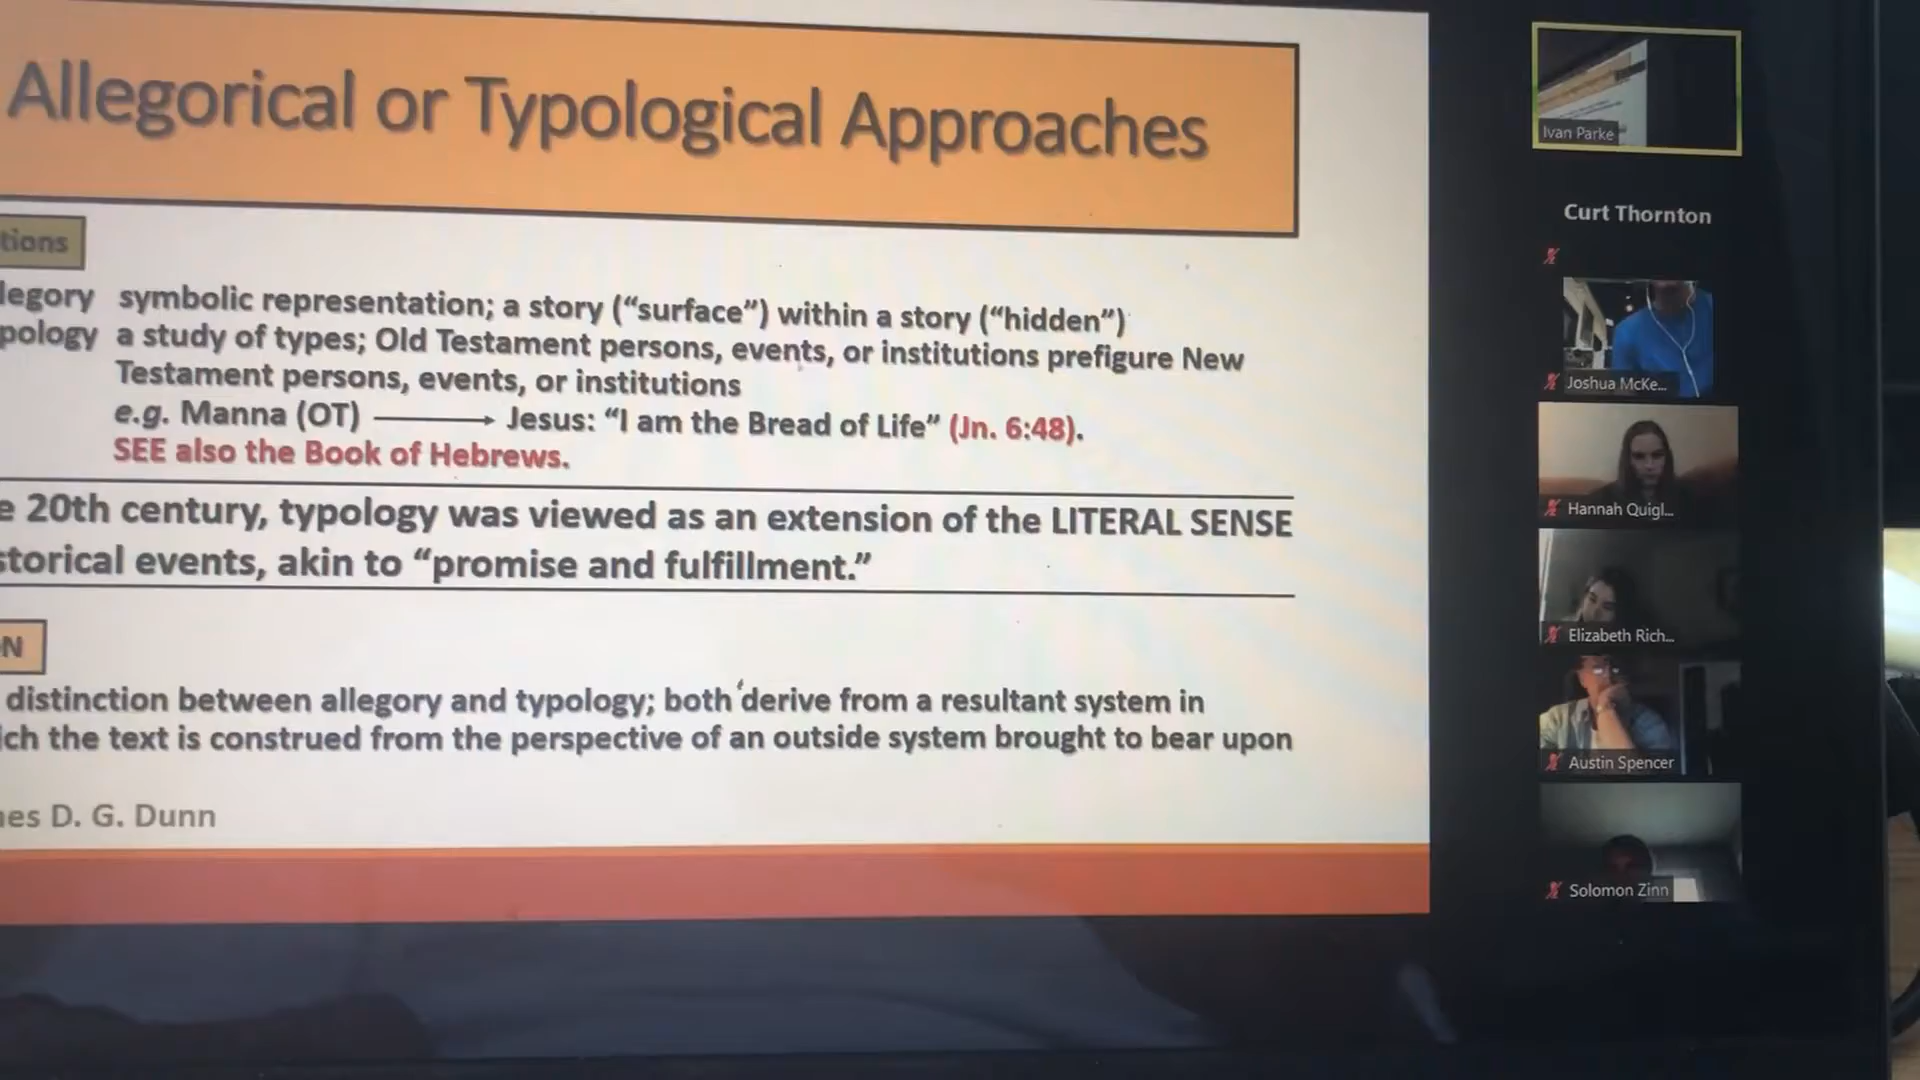 Allegorical or Typological Approaches
tions
legory symbolic representation; a story (“surface”) within a story (“hidden”)
pology a study of types; Old Testament persons, events, or institutions prefigure New
Testament persons, events, or institutions
e.g. Manna (OT) Jesus: “I am the Bread of Life” (Jn. 6:48).
SEE also the Book of Hebrews.
e 20th century, typology was viewed as an extension of the LITERAL SENSE
storical events, akin to “promise and fulfillment.”
N
distinction between allegory and typology; both derive from a resultant system in
ich the text is construed from the perspective of an outside system brought to bear upon
nes D. G. Dunn
Ivan Parke
Curt Thornton
Joshua McKe...
Hannah Quigl...
Elizabeth Rich...
Austin Spencer
Solomon Zinn